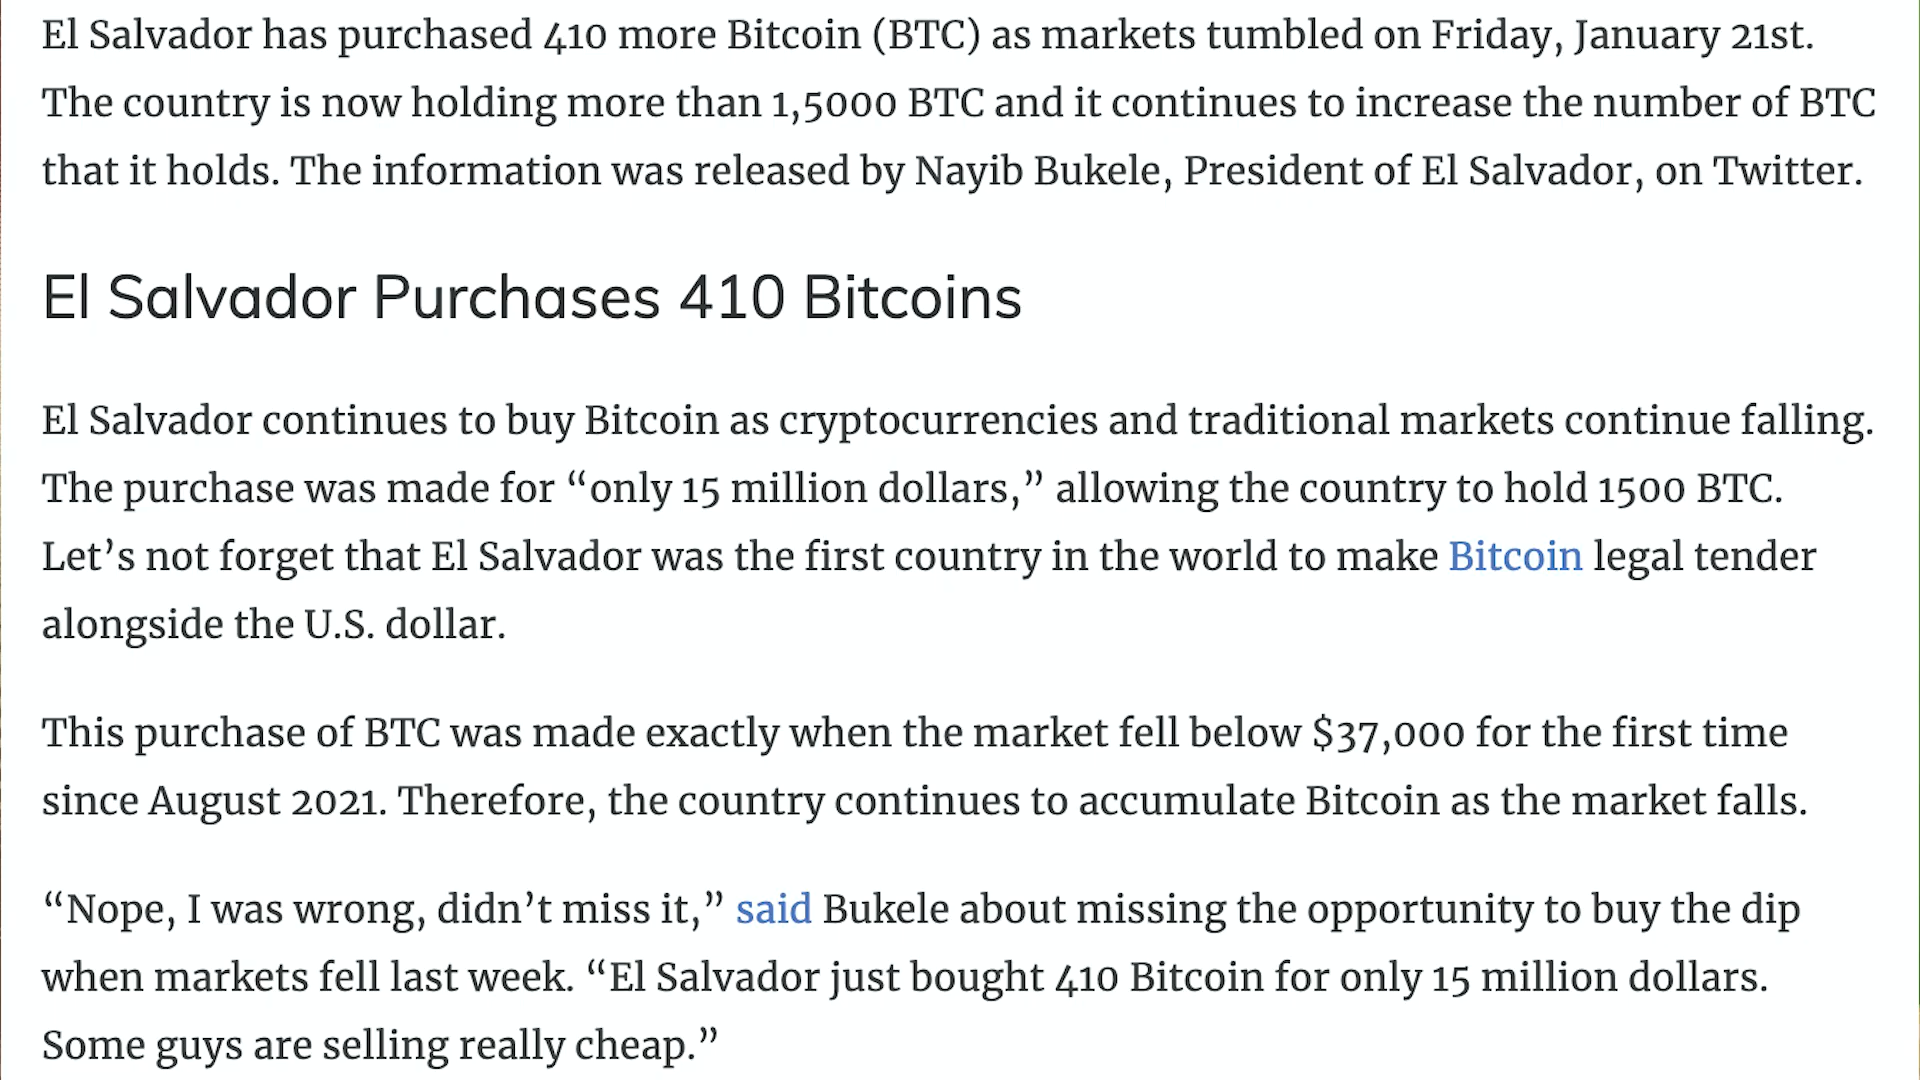 El Salvador has purchased 410 more Bitcoin (BTC) as markets tumbled on Friday, January 21st.
The country is now holding more than 1,5000 BTC and it continues to increase the number of BTC
that it holds. The information was released by Nayib Bukele, President of El Salvador, on Twitter.
El Salvador Purchases 410 Bitcoins
El Salvador continues to buy Bitcoin as cryptocurrencies and traditional markets continue falling.
The purchase was made for “only 15 million dollars,” allowing the country to hold 1500 BTC.
Let’s not forget that El Salvador was the first country in the world to make Bitcoin legal tender
alongside the U.S. dollar.
This purchase of BTC was made exactly when the market fell below $37,000 for the first time
since August 2021. Therefore, the country continues to accumulate Bitcoin as the market falls.
“Nope, I was wrong, didn’t miss it,” said Bukele about missing the opportunity to buy the dip
when markets fell last week. “El Salvador just bought 410 Bitcoin for only 15 million dollars.
Some guys are selling really cheap.”